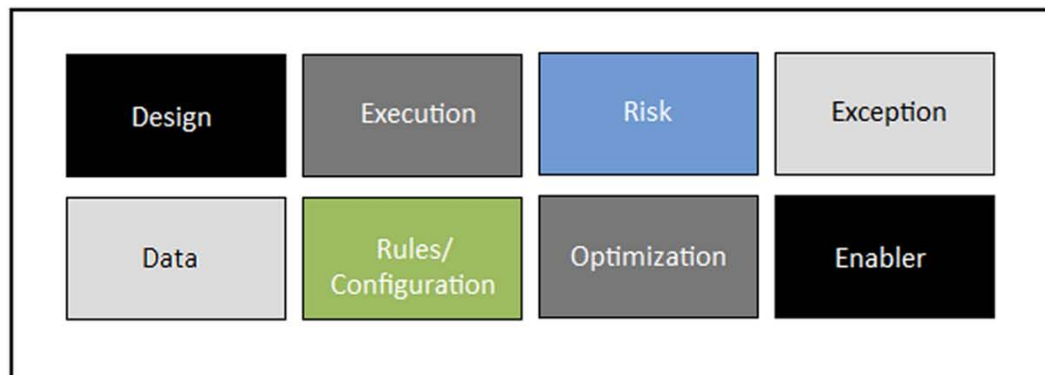 Design
Execution
Risk
Exception
Data
Rules/
Configuration
Optimization
Enabler